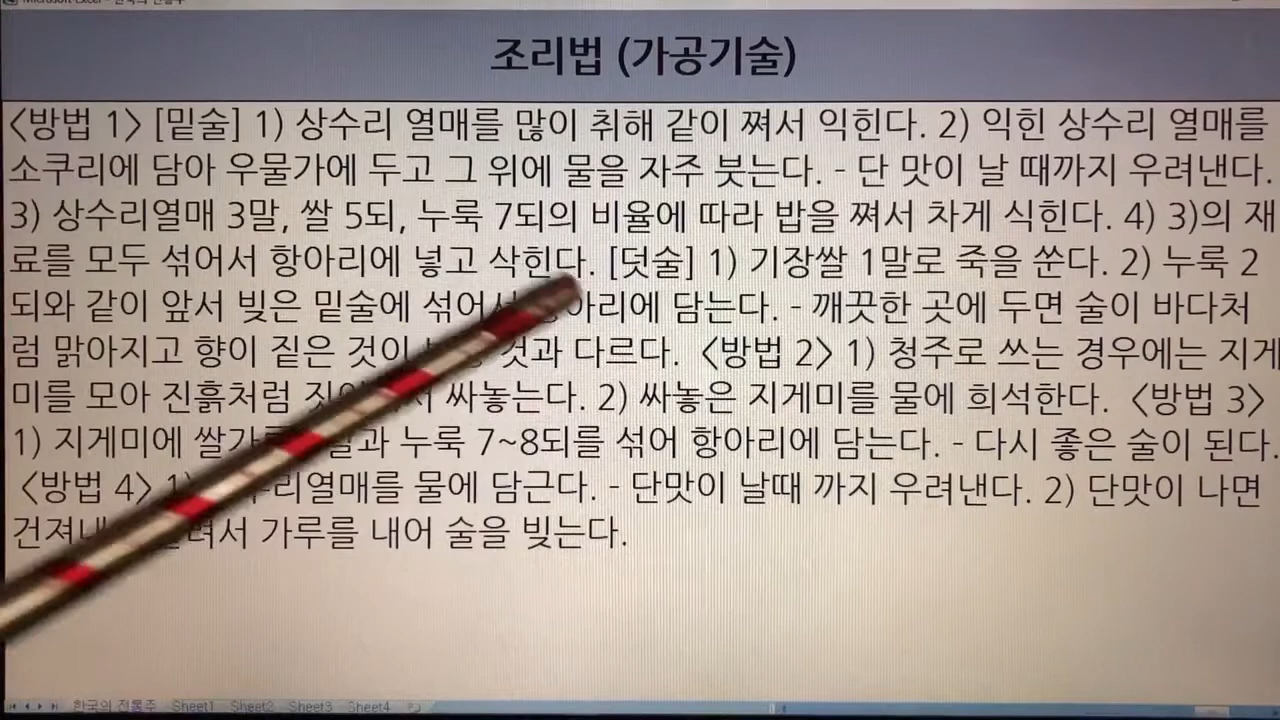 조리법 (가공기술)
〈방법 1〉 [밑술] 1) 상수리 열매를 많이 취해 같이 쪄서 익힌다. 2) 익힌 상수리 열매를
소쿠리에 담아 우물가에 두고 그 위에 물을 자주 붓는다. - 단 맛이 날 때까지 우려낸다.
3) 상수리열매 3말, 쌀 5되, 누룩 7되의 비율에 따라 밥을 쪄서 차게 식힌다. 4) 3)의 재
료를 모두 섞어서 항아리에 넣고 삭힌다. [덧술] 1) 기장쌀 1말로 죽을 쑨다. 2) 누룩 2
되와 같이 앞서 빚은 밑술에 섞어서 담는다. - 깨끗한 곳에 두면 술이 바다처
럼 맑아지고 향이 짙은 것이 것과 다르다. 〈방법 2〉 1) 청주로 쓰는 경우에는 지게
미를 모아 진흙처럼 싸놓는다. 2) 싸놓은 지게미를 물에 희석한다. 〈방법 3〉
1) 지게미에 누룩 7~8되를 섞어 항아리에 담는다. - 다시 좋은 술이 된다.
〈방법 4〉 물에 담근다. - 단맛이 날때 까지 우려낸다. 2) 단맛이 나면
가루를 내어 술을 빚는다.
한국의 전통주 Sheet1 Sheet2 Sheet3 Sheet4